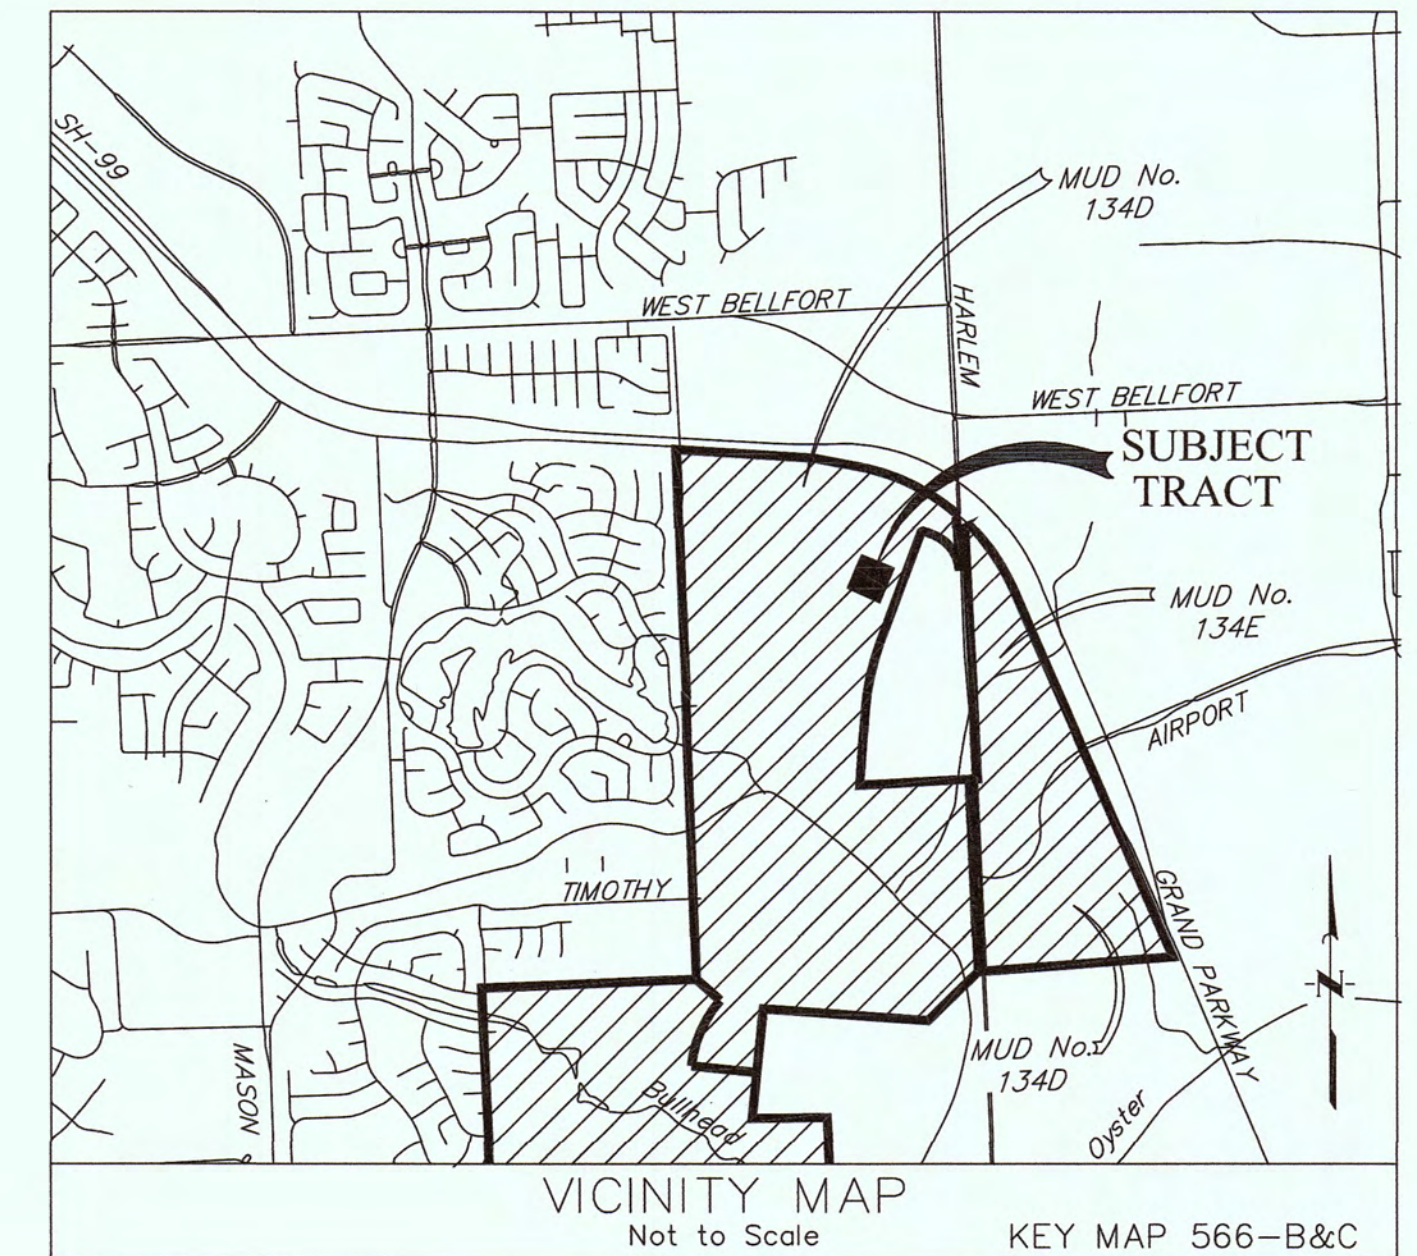 SH-99
MUD No.
134D
WEST BELLFORT
HARLEM
WEST BELLFORT
SUBJECT
TRACT
MUD No.
134E
AIRPORT
TIMOTHY
GRAND PARKWAY
N
MASON
MUD No.
134D
Bullhead
Oyster
VICINITY MAP
Not to Scale
KEY MAP 566-B&C